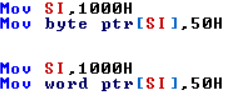 Mov SI,1000H
Mov byte ptr[SI],50H
Mov SI,1000H
Mov word ptr[SI],50H